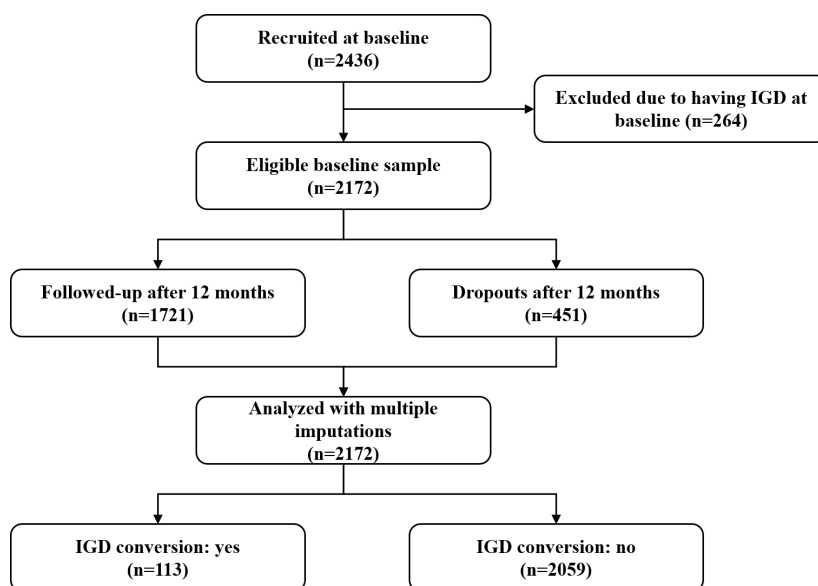 Recruited at baseline
(n=2436)
Excluded due to having IGD at
baseline (n=264)
Eligible baseline sample
(n=2172)
Followed-up after 12 months
(n=1721)
Dropouts after 12 months
(n=451)
Analyzed with multiple
imputations
(n=2172)
IGD conversion: yes
(n=113)
IGD conversion: no
(n=2059)